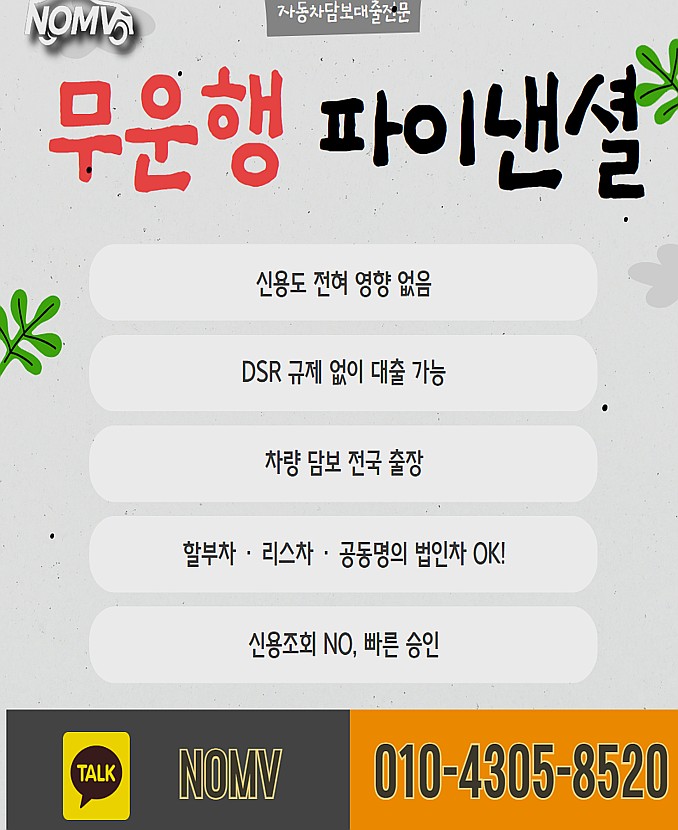 NOMV
자동차담보대출전문
무운행 파이낸셜
신용도 전혀 영향 없음
DSR 규제 없이 대출 가능
차량 담보 전국 출장
할부차 · 리스차 · 공동명의 법인차 OK!
신용조회 NO, 빠른 승인
TALK NOMV 010-4305-8520